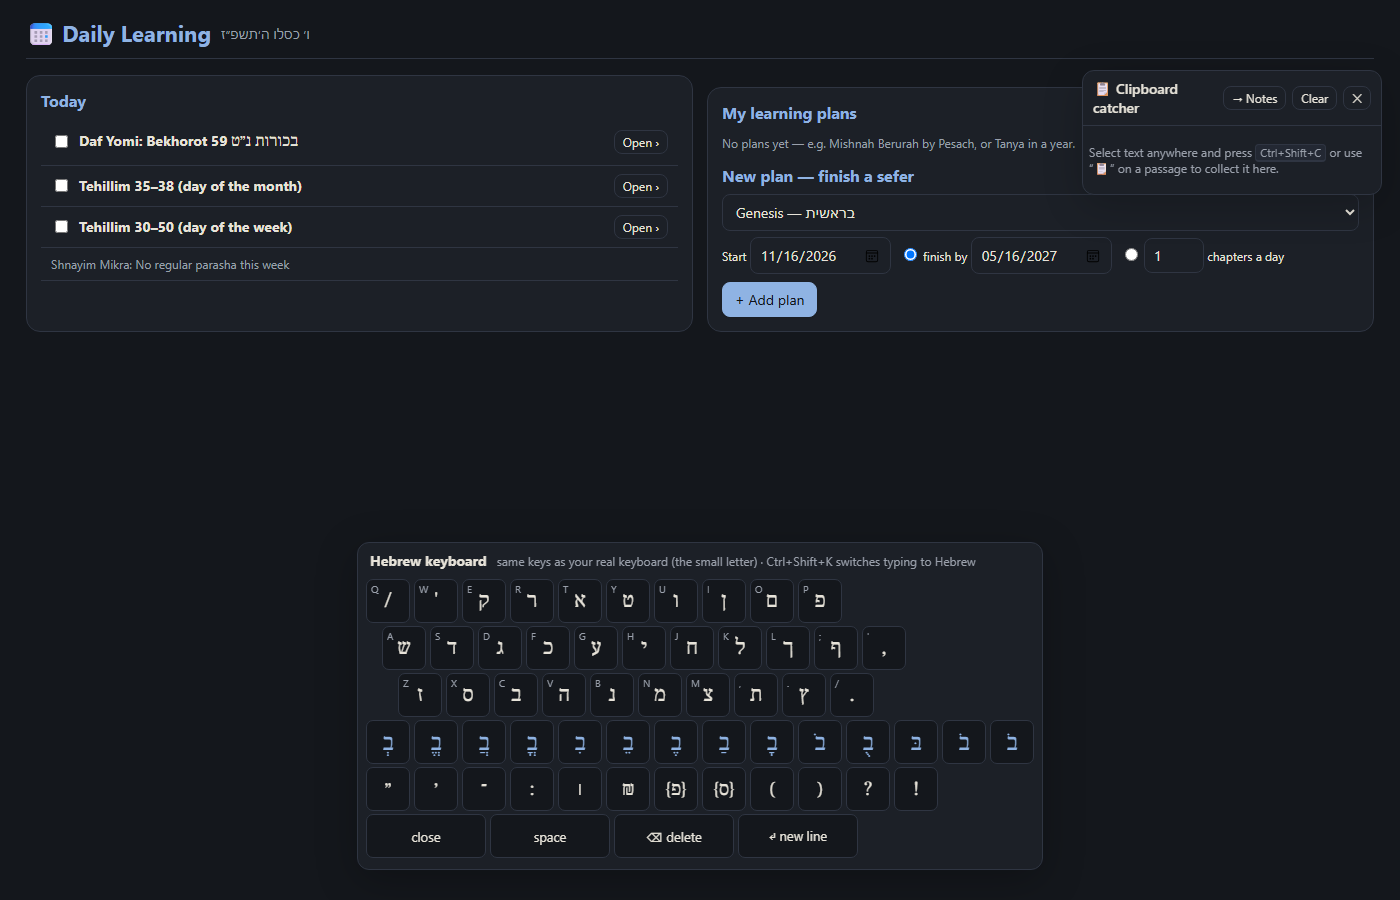 Daily Learning ו׳ כסלו ה׳תשפ״ז
Today
Daf Yomi: Bekhorot 59 בכורות נ״ט
Open ›
Tehillim 35–38 (day of the month)
Open ›
Tehillim 30–50 (day of the week)
Open ›
Shnayim Mikra: No regular parasha this week
My learning plans
No plans yet — e.g. Mishnah Berurah by Pesach, or Tanya in a year.
New plan — finish a sefer
Genesis — בראשית
Start 11/16/2026 finish by 05/16/2027 1 chapters a day
+ Add plan
Clipboard catcher
→ Notes Clear ✕
Select text anywhere and press Ctrl+Shift+C or use
“📋” on a passage to collect it here.
Hebrew keyboard same keys as your real keyboard (the small letter) · Ctrl+Shift+K switches typing to Hebrew
Q / W ' E ק R ר T א Y ט U ו I ן O ם P פ
A ש S ד D ג F כ G ע H י J ח K ל L ך ; ף ' ,
Z ז X ס C ב V ה B נ N מ M צ , ת . ץ / .
בְ בֱ בֲ בֳ בִ בֵ בֶ בַ בָ בֹ בֻ בּ בׁ בׂ
״ ׳ ־ : ׀ ₪ {פ} {ס} ( ) ? !
close space ⌫ delete ↲ new line